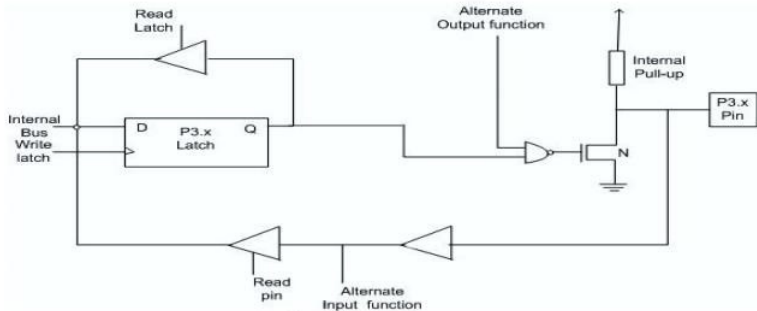 Read
Latch
Alternate
Output function
Internal
Pull-up
P3.x
Pin
Internal
Bus
Write
latch
D
P3.x
Latch
Q
N
Read
pin
Alternate
Input function